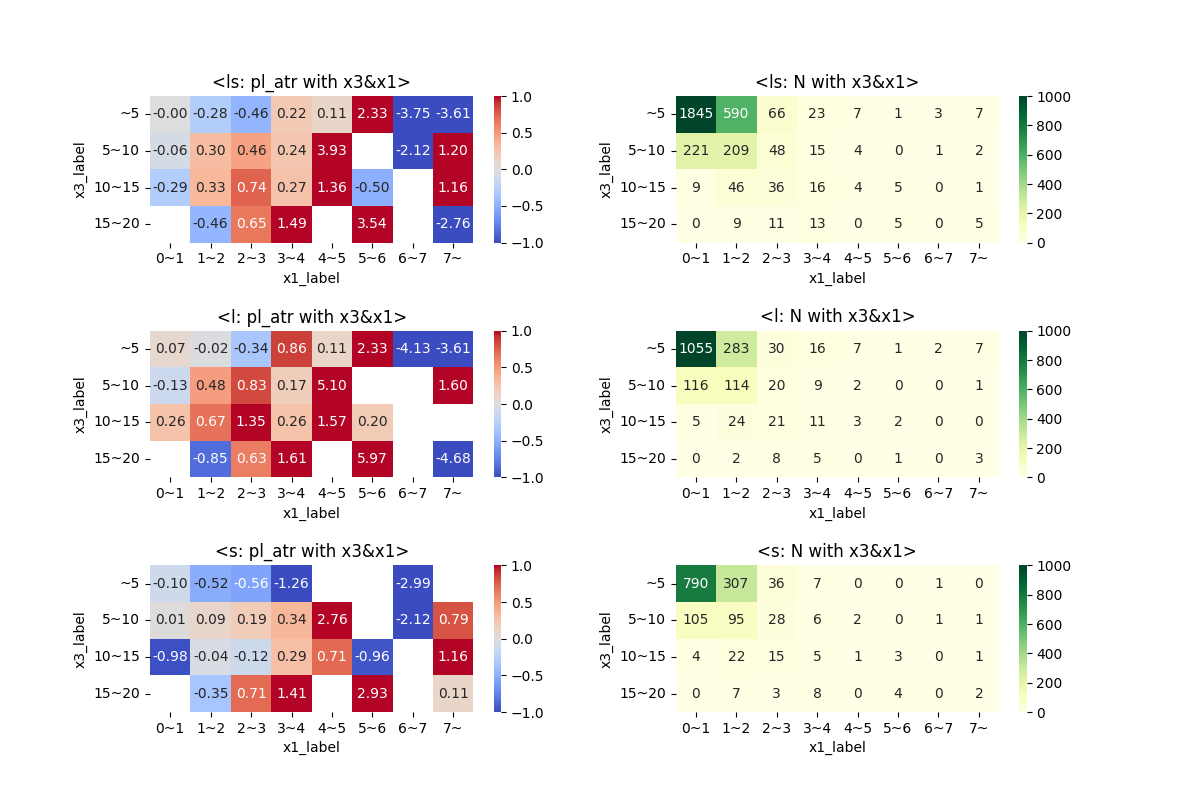 <ls: pl_atr with x3&x1>
x3_label
~5 -0.00 -0.28 -0.46 0.22 0.11 2.33 -3.75 -3.61
5~10 -0.06 0.30 0.46 0.24 3.93 -2.12 1.20
10~15 -0.29 0.33 0.74 0.27 1.36 -0.50 1.16
15~20 -0.46 0.65 1.49 3.54 -2.76
0~1 1~2 2~3 3~4 4~5 5~6 6~7 7~
x1_label
1.0
0.5
0.0
−0.5
−1.0
<ls: N with x3&x1>
x3_label
~5 1845 590 66 23 7 1 3 7
5~10 221 209 48 15 4 0 1 2
10~15 9 46 36 16 4 5 0 1
15~20 0 9 11 13 0 5 0 5
0~1 1~2 2~3 3~4 4~5 5~6 6~7 7~
x1_label
1000
800
600
400
200
0
<l: pl_atr with x3&x1>
x3_label
~5 0.07 -0.02 -0.34 0.86 0.11 2.33 -4.13 -3.61
5~10 -0.13 0.48 0.83 0.17 5.10 1.60
10~15 0.26 0.67 1.35 0.26 1.57 0.20
15~20 -0.85 0.63 1.61 5.97 -4.68
0~1 1~2 2~3 3~4 4~5 5~6 6~7 7~
x1_label
1.0
0.5
0.0
−0.5
−1.0
<l: N with x3&x1>
x3_label
~5 1055 283 30 16 7 1 2 7
5~10 116 114 20 9 2 0 0 1
10~15 5 24 21 11 3 2 0 0
15~20 0 2 8 5 0 1 0 3
0~1 1~2 2~3 3~4 4~5 5~6 6~7 7~
x1_label
1000
800
600
400
200
0
<s: pl_atr with x3&x1>
x3_label
~5 -0.10 -0.52 -0.56 -1.26 -2.99
5~10 0.01 0.09 0.19 0.34 2.76 -2.12 0.79
10~15 -0.98 -0.04 -0.12 0.29 0.71 -0.96 1.16
15~20 -0.35 0.71 1.41 2.93 0.11
0~1 1~2 2~3 3~4 4~5 5~6 6~7 7~
x1_label
1.0
0.5
0.0
−0.5
−1.0
<s: N with x3&x1>
x3_label
~5 790 307 36 7 0 0 1 0
5~10 105 95 28 6 2 0 1 1
10~15 4 22 15 5 1 3 0 1
15~20 0 7 3 8 0 4 0 2
0~1 1~2 2~3 3~4 4~5 5~6 6~7 7~
x1_label
1000
800
600
400
200
0